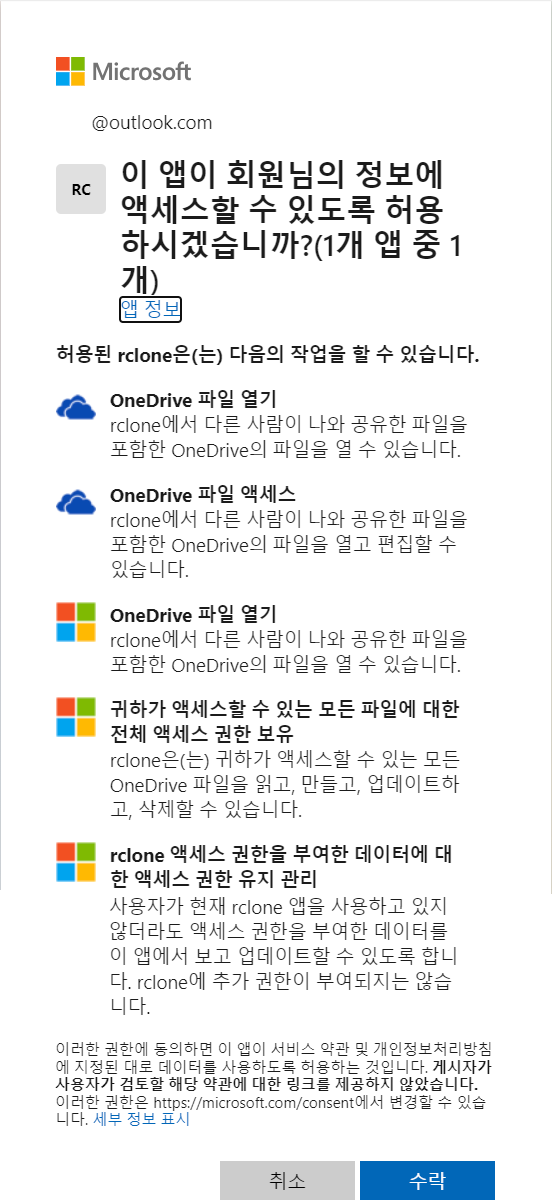 Microsoft
@outlook.com
RC
이 앱이 회원님의 정보에
액세스할 수 있도록 허용
하시겠습니까?(1개 앱 중 1
개)
앱 정보
허용된 rclone은(는) 다음의 작업을 할 수 있습니다.
OneDrive 파일 열기
rclone에서 다른 사람이 나와 공유한 파일을
포함한 OneDrive의 파일을 열 수 있습니다.
OneDrive 파일 액세스
rclone에서 다른 사람이 나와 공유한 파일을
포함한 OneDrive의 파일을 열고 편집할 수
있습니다.
OneDrive 파일 열기
rclone에서 다른 사람이 나와 공유한 파일을
포함한 OneDrive의 파일을 열 수 있습니다.
귀하가 액세스할 수 있는 모든 파일에 대한
전체 액세스 권한 보유
rclone은(는) 귀하가 액세스할 수 있는 모든
OneDrive 파일을 읽고, 만들고, 업데이트하
고, 삭제할 수 있습니다.
rclone 액세스 권한을 부여한 데이터에 대
한 액세스 권한 유지 관리
사용자가 현재 rclone 앱을 사용하고 있지
않더라도 액세스 권한을 부여한 데이터를
이 앱에서 보고 업데이트할 수 있도록 합니
다. rclone에 추가 권한이 부여되지는 않습
니다.
이러한 권한에 동의하면 이 앱이 서비스 약관 및 개인정보처리방침
에 지정된 대로 데이터를 사용하도록 허용하는 것입니다. 게시자가
사용자가 검토할 해당 약관에 대한 링크를 제공하지 않았습니다.
이러한 권한은 https://microsoft.com/consent에서 변경할 수 있습
니다. 세부 정보 표시
취소
수락